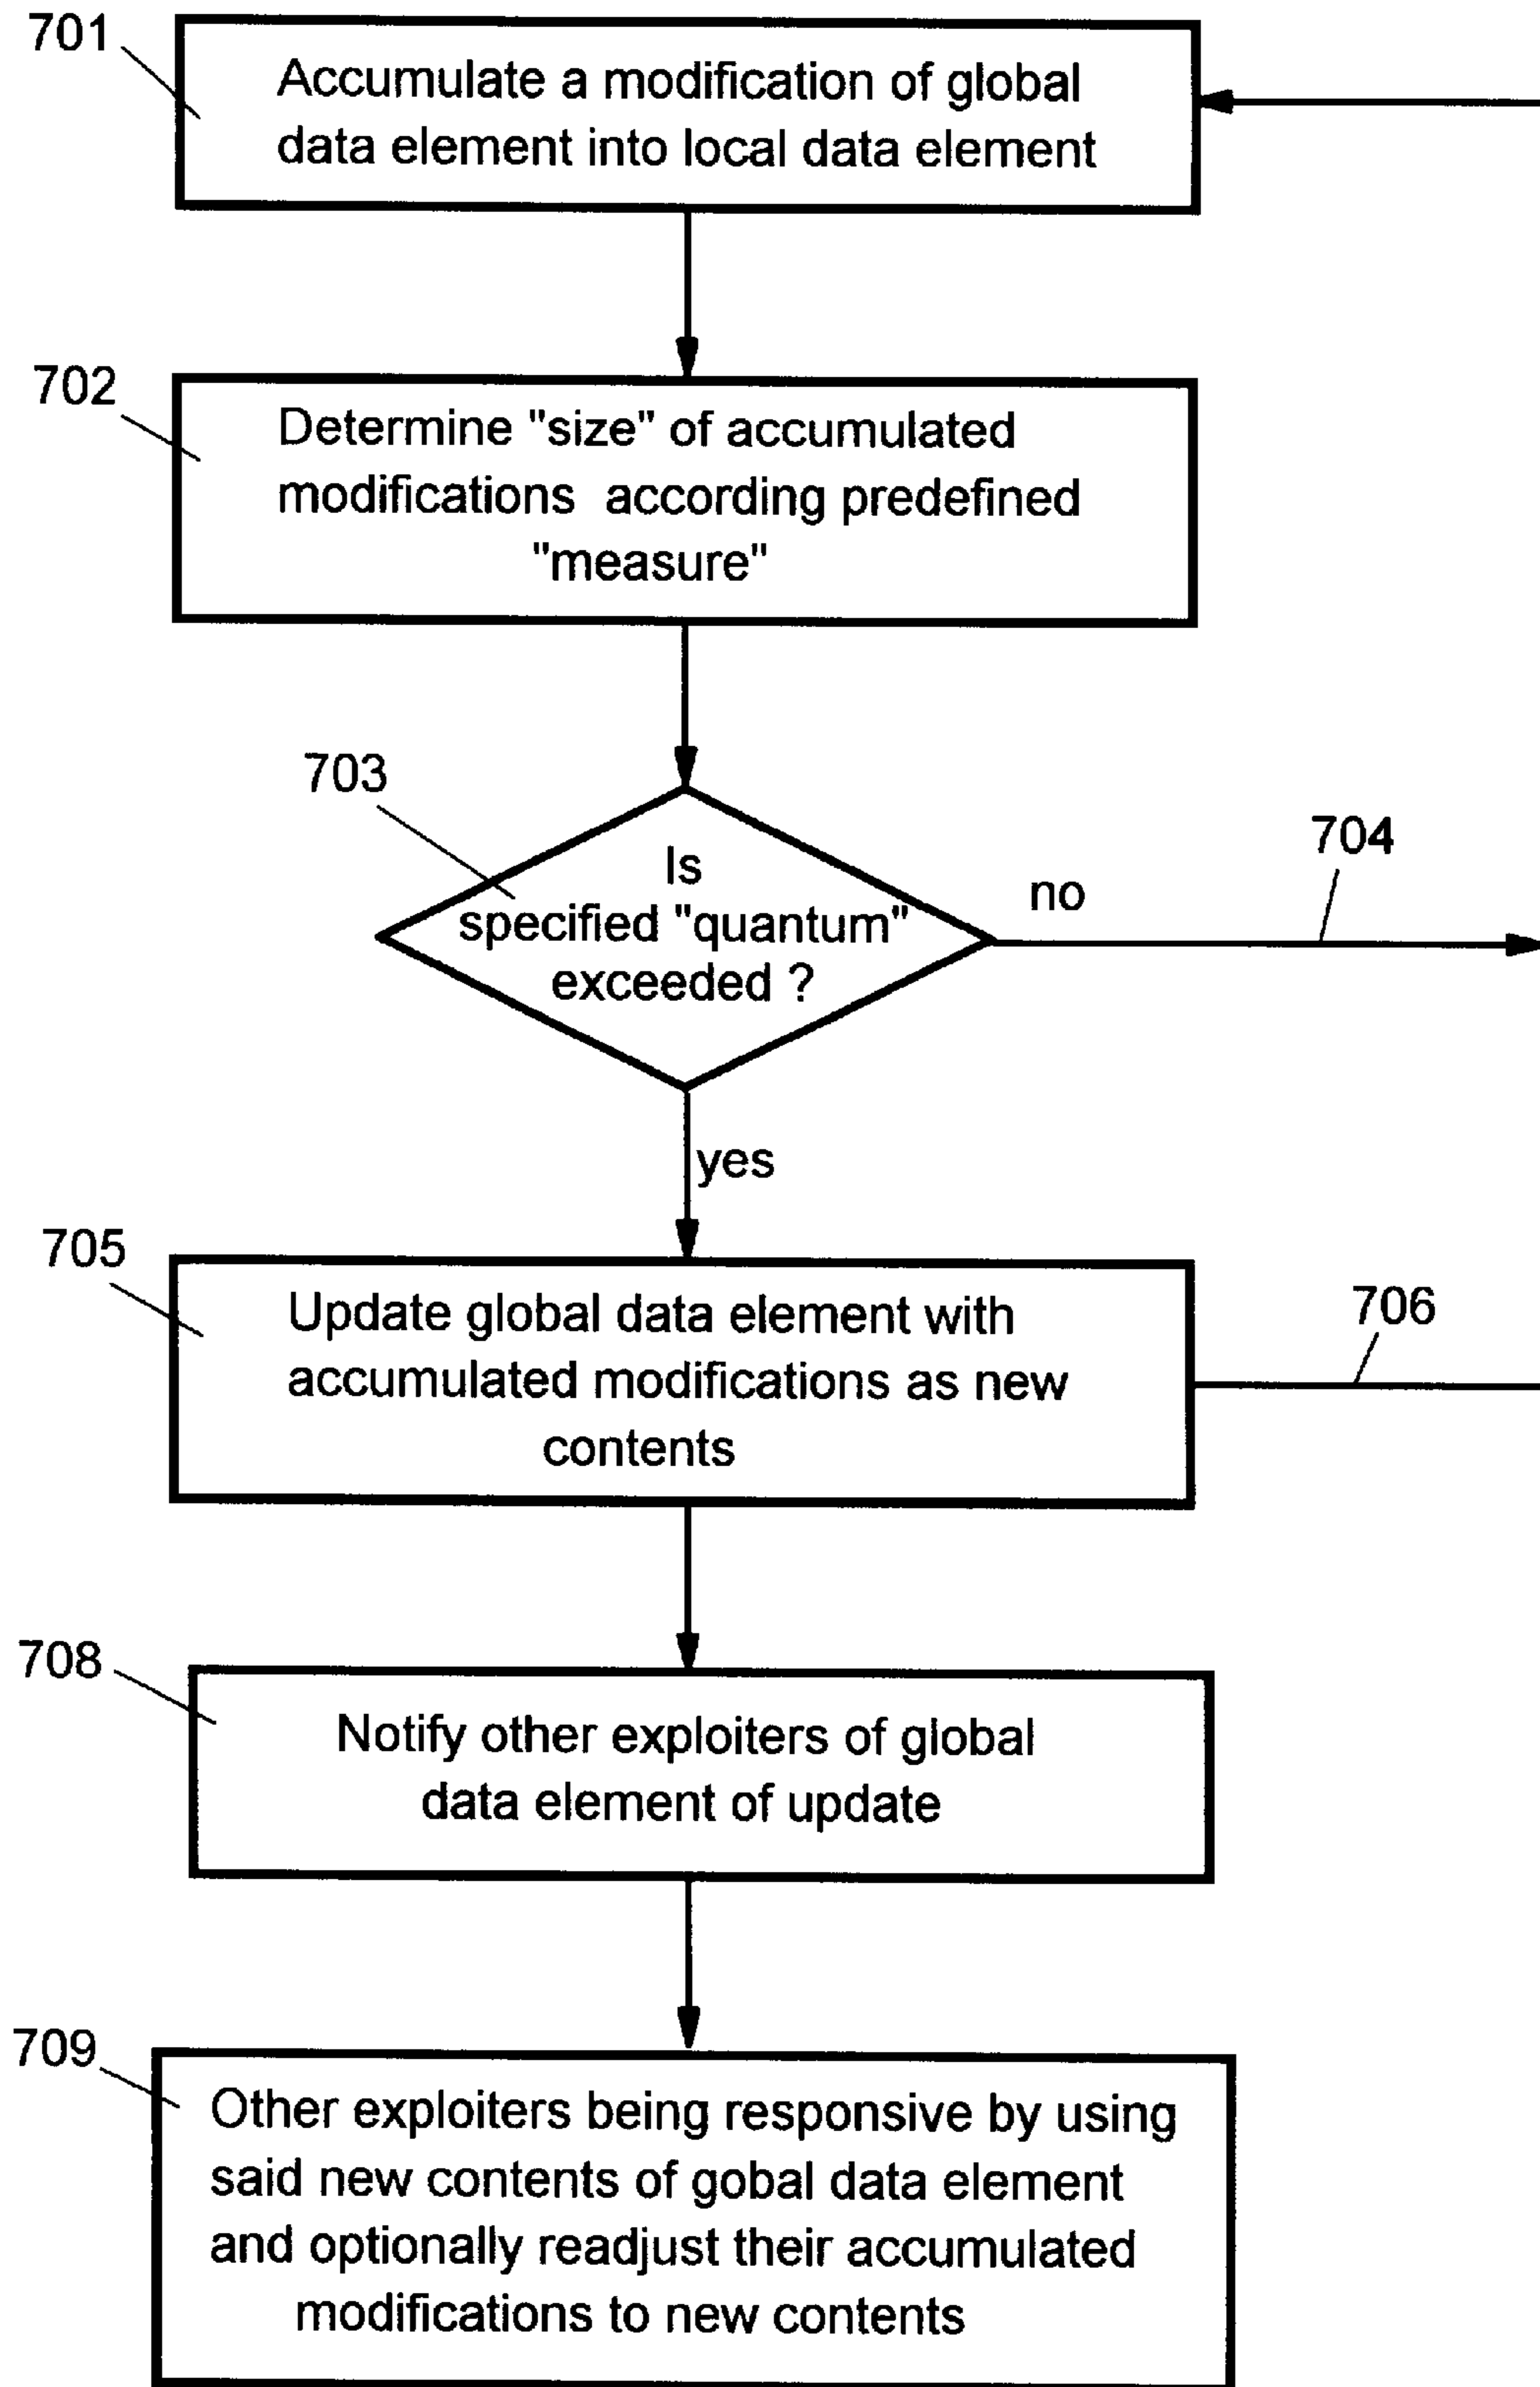 701
Accumulate a modification of global
data element into local data element
702
Determine "size" of accumulated
modifications according predefined
"measure"
703
Is
specified "quantum"
exceeded ?
no
704
yes
705
Update global data element with
accumulated modifications as new
contents
706
708
Notify other exploiters of global
data element of update
709
Other exploiters being responsive by using
said new contents of gobal data element
and optionally readjust their accumulated
modifications to new contents